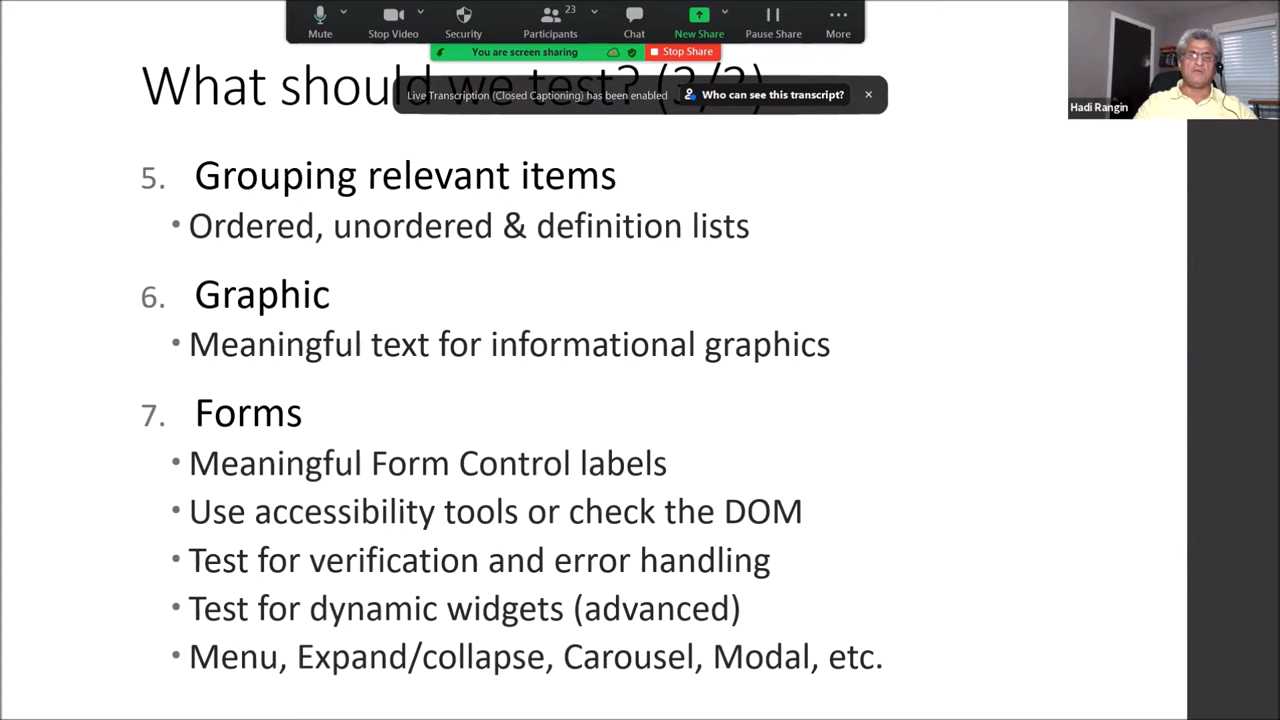 23
Mute
Stop Video
Security
Participants
Chat
New Share
Pause Share
More
You are screen sharing
Stop Share
What should we test? (3/3)
Live Transcription (Closed Captioning) has been enabled
Who can see this transcript?
Hadi Rangin
5. Grouping relevant items
• Ordered, unordered & definition lists
6. Graphic
• Meaningful text for informational graphics
7. Forms
• Meaningful Form Control labels
• Use accessibility tools or check the DOM
• Test for verification and error handling
• Test for dynamic widgets (advanced)
• Menu, Expand/collapse, Carousel, Modal, etc.